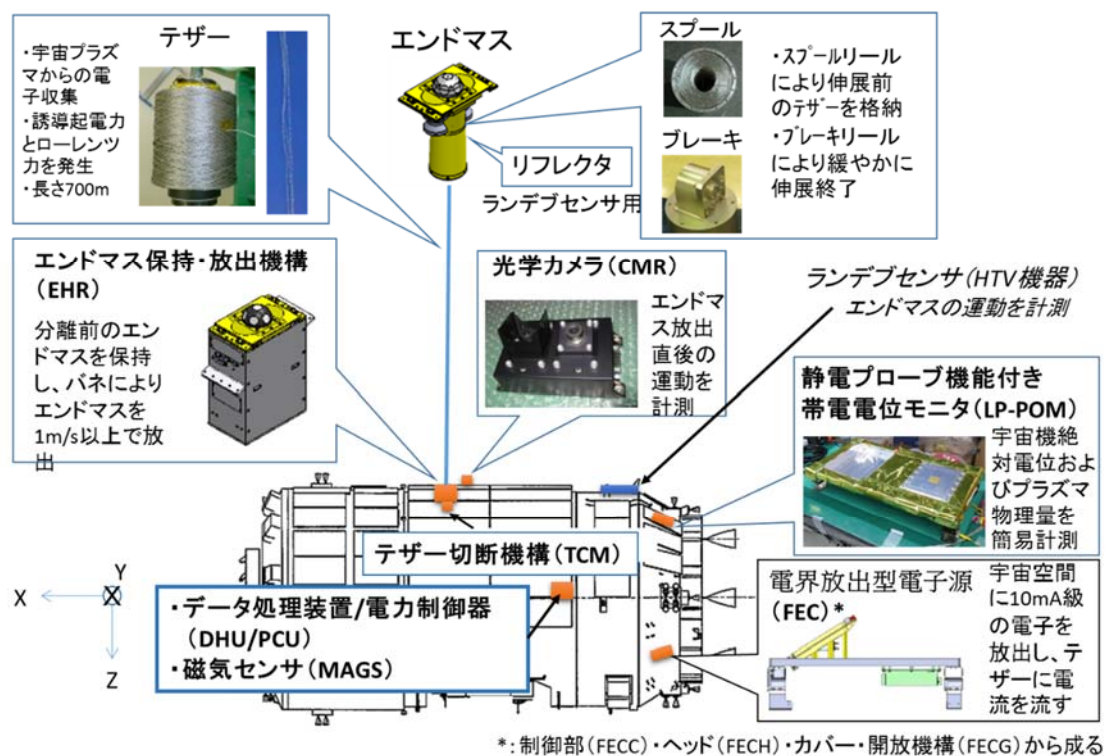 テザー
・宇宙プラズ
マからの電
子収集
・誘導起電力
とローレンツ
力を発生
・長さ700m
エンドマス
リフレクタ
ランデブセンサ用
スプール
・スプールリール
により伸展前
のテザーを格納
ブレーキ
・ブレーキリール
により緩やかに
伸展終了
エンドマス保持・放出機構
(EHR)
分離前のエン
ドマスを保持
し、バネにより
エンドマスを
1m/s以上で放
出
光学カメラ(CMR)
エンドマ
ス放出
直後の
運動を
計測
ランデブセンサ(HTV機器)
エンドマスの運動を計測
静電プローブ機能付き
帯電電位モニタ(LP-POM)
宇宙機絶
対電位およ
びプラズマ
物理量を
簡易計測
テザー切断機構(TCM)
X
Y
Z
・データ処理装置/電力制御器
(DHU/PCU)
・磁気センサ(MAGS)
電界放出型電子源
(FEC)*
宇宙空間
に10mA級
の電子を
放出し、テ
ザーに電
流を流す
*:制御部(FECC)・ヘッド(FECH)・カバー・開放機構(FECG)から成る